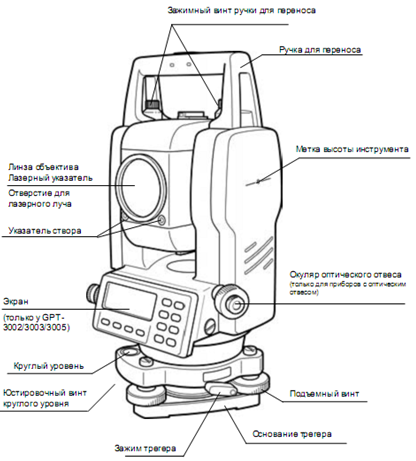 Зажимный винт ручки для переноса
Ручка для переноса
Метка высоты инструмента
Линза объектива
Лазерный указатель
Отверстие для
лазерного луча
Указатель створа
Окуляр оптического отвеса
(только для приборов с оптическим
отвесом)
Экран
(только у GPT-
3002/3003/3005)
Круглый уровень
Юстировочный винт
круглого уровня
Подъемный винт
Основание трегера
Зажим трегера